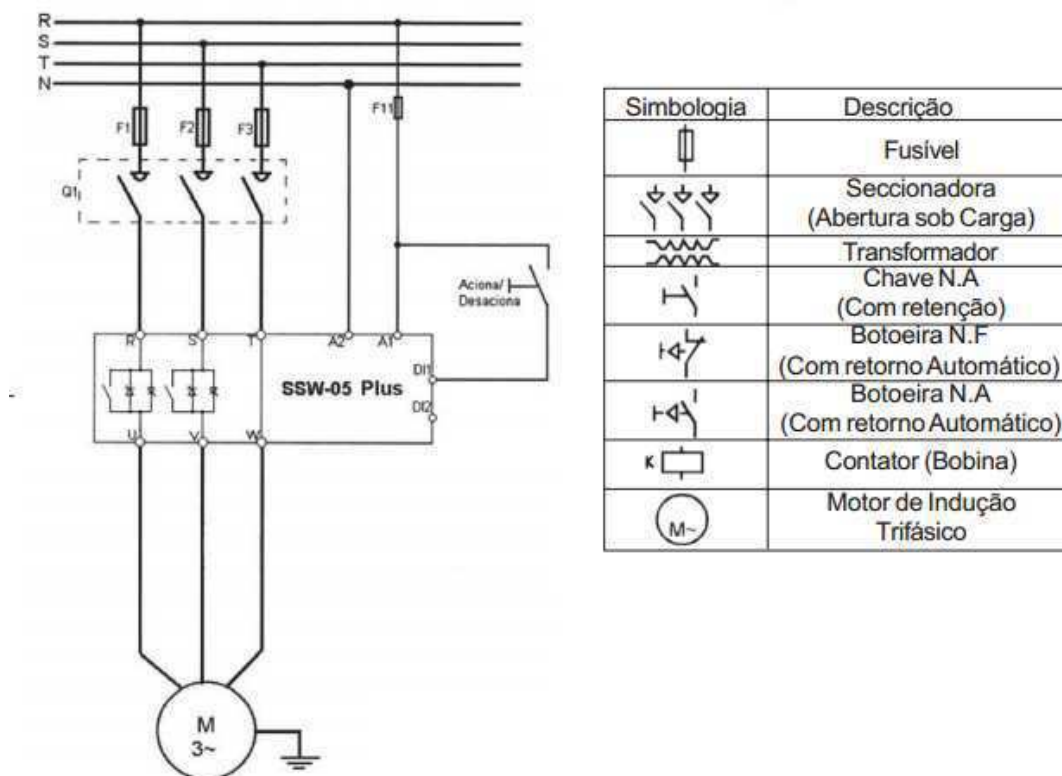 R
S
T
N
F1
F2
F3
F11
Q1
Aciona/
Desaciona
R
S
T
A2
A1
SSW-05 Plus
DI1
DI2
U
V
W
M
3~
Simbologia
Descrição
Fusível
Seccionadora
(Abertura sob Carga)
Transformador
Chave N.A
(Com retenção)
Botoeira N.F
(Com retorno Automático)
Botoeira N.A
(Com retorno Automático)
K
Contator (Bobina)
M~
Motor de Indução
Trifásico